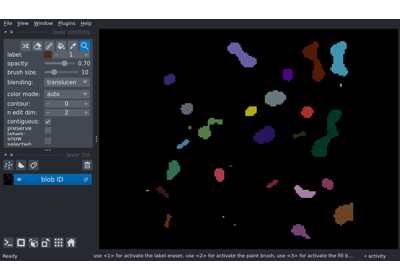 File View Window Plugins Help
layer controls
label: 1
opacity: 0.70
brush size: 10
blending: translucen
color mode: auto
contour: 0
n edit dim: 2
contiguous:
preserve
labels:
show
selected:
layer list
blob ID
Ready use <1> for activate the label eraser, use <2> for activate the paint brush, use <3> for activate the fill b... activity